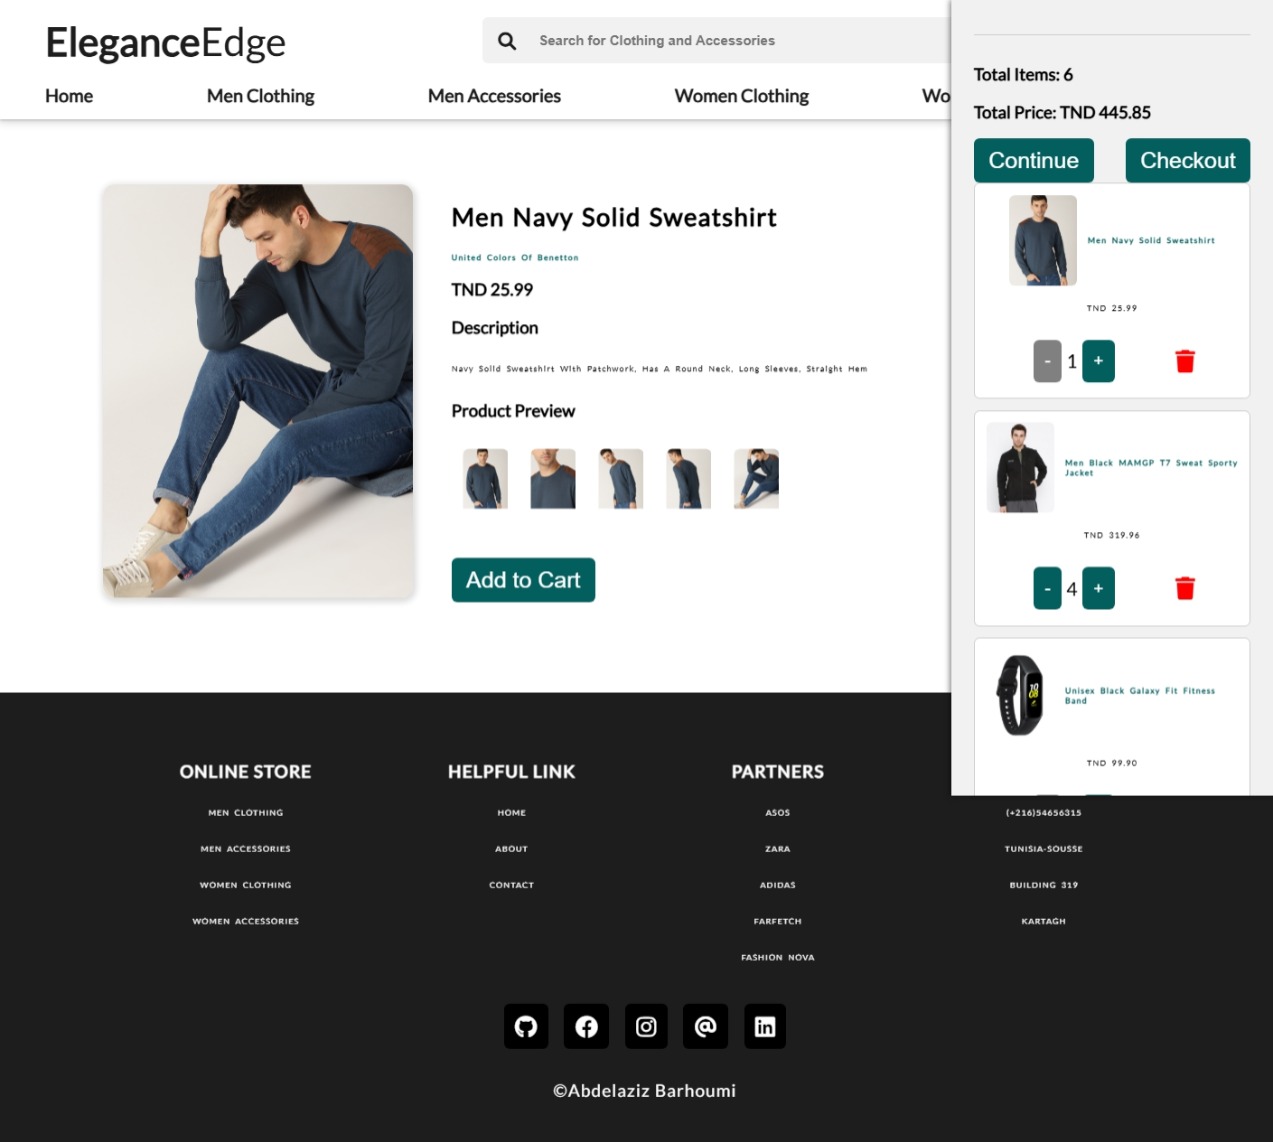 EleganceEdge
Search for Clothing and Accessories
Home
Men Clothing
Men Accessories
Women Clothing
Wo
Total Items: 6
Total Price: TND 445.85
Continue
Checkout
Men Navy Solid Sweatshirt
TND 25.99
- 1 +
Men Black MAMGP T7 Sweat Sporty
Jacket
TND 319.96
- 4 +
10
08
Unisex Black Galaxy Fit Fitness
Band
TND 99.90
Men Navy Solid Sweatshirt
United Colors Of Benetton
TND 25.99
Description
Navy Solid Sweatshirt With Patchwork, Has A Round Neck, Long Sleeves, Straight Hem
Product Preview
Add to Cart
ONLINE STORE
MEN CLOTHING
MEN ACCESSORIES
WOMEN CLOTHING
WOMEN ACCESSORIES
HELPFUL LINK
HOME
ABOUT
CONTACT
PARTNERS
ASOS
ZARA
ADIDAS
FARFETCH
FASHION NOVA
(+216)54656315
TUNISIA-SOUSSE
BUILDING 319
KARTAGH
©Abdelaziz Barhoumi